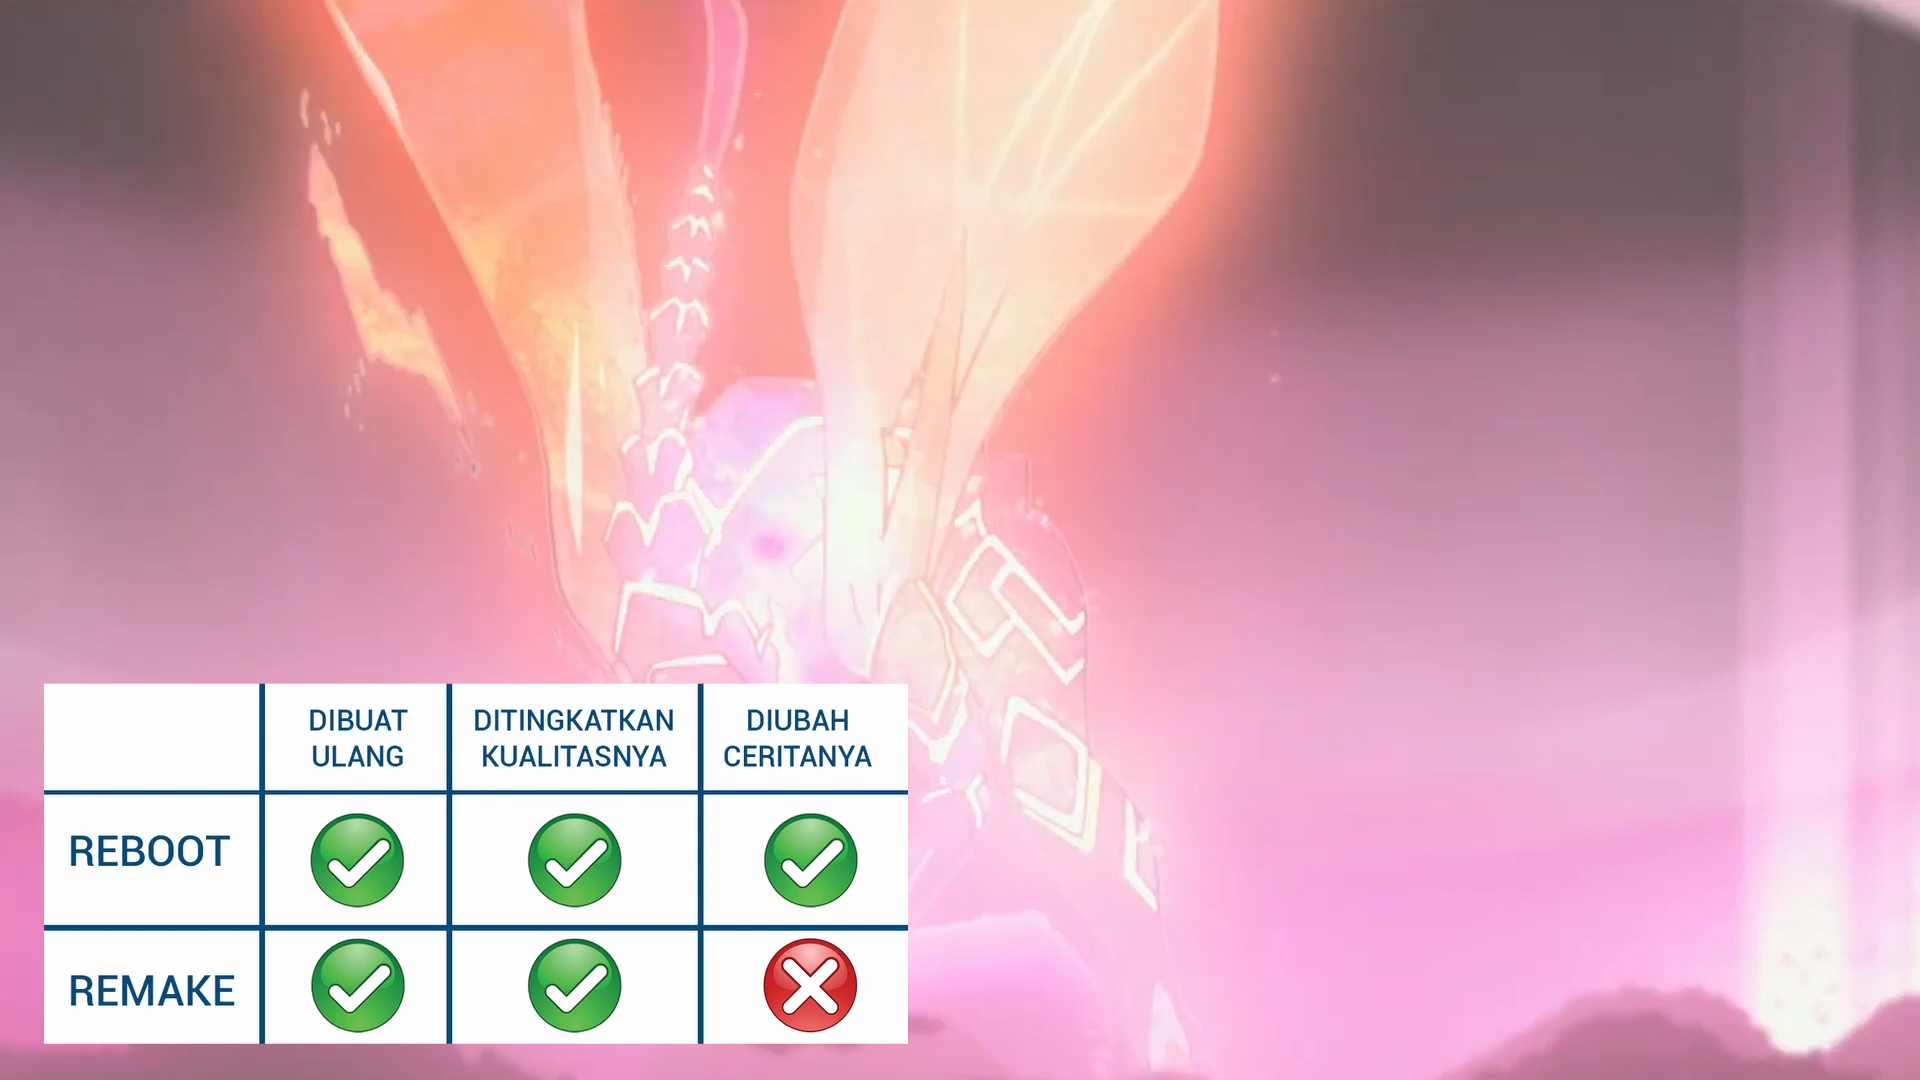 DIBUAT
ULANG
DITINGKATKAN
KUALITASNYA
DIUBAH
CERITANYA
REBOOT
REMAKE